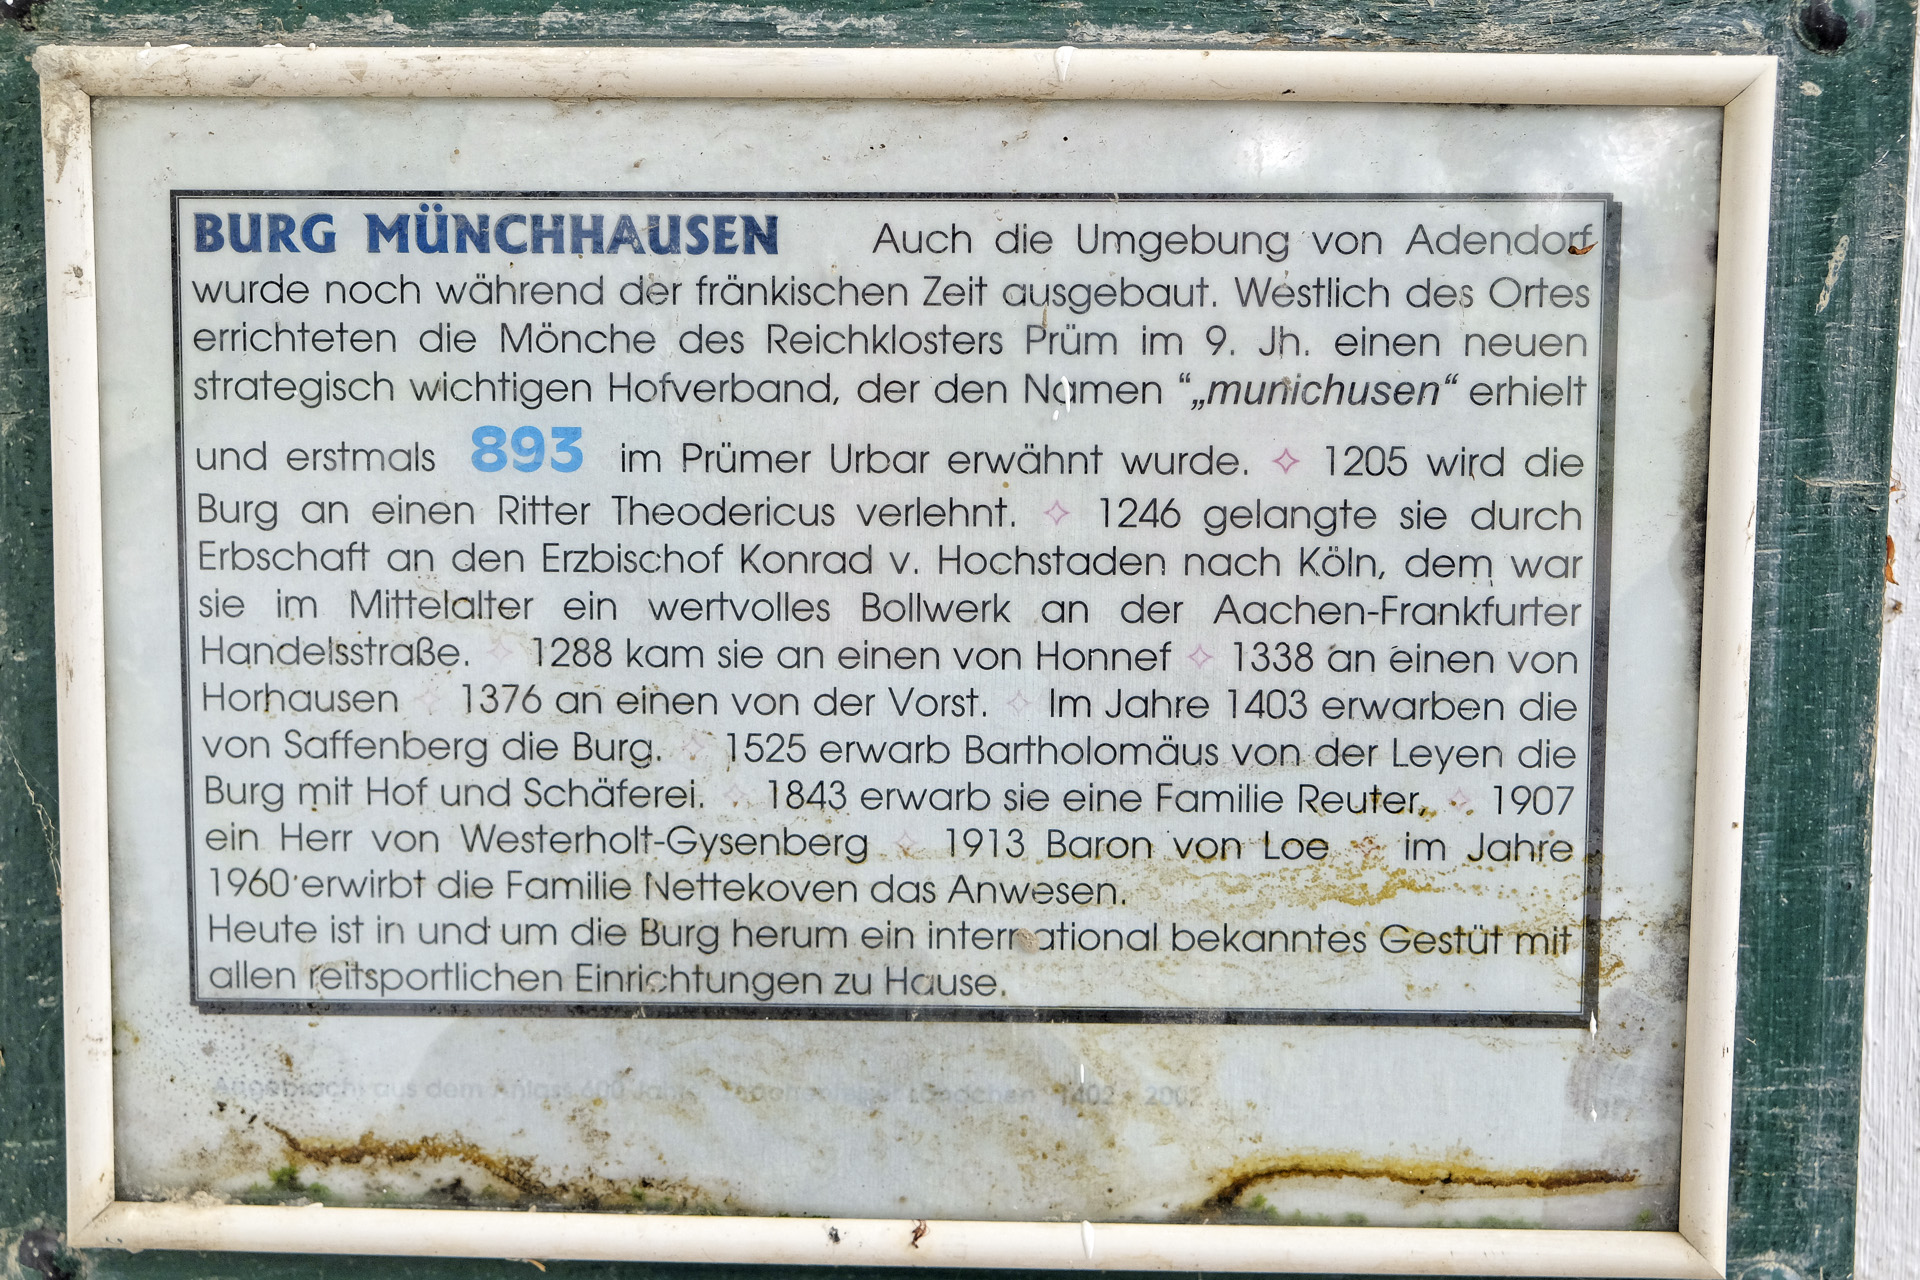 BURG MÜNCHHAUSEN Auch die Umgebung von Adendorf
wurde noch während der fränkischen Zeit ausgebaut. Westlich des Ortes
errichteten die Mönche des Reichklosters Prüm im 9. Jh. einen neuen
strategisch wichtigen Hofverband, der den Namen “„munichusen“ erhielt
und erstmals 893 im Prümer Urbar erwähnt wurde. ✧ 1205 wird die
Burg an einen Ritter Theodericus verlehnt. ✧ 1246 gelangte sie durch
Erbschaft an den Erzbischof Konrad v. Hochstaden nach Köln, dem war
sie im Mittelalter ein wertvolles Bollwerk an der Aachen-Frankfurter
Handelsstraße. ✧ 1288 kam sie an einen von Honnef ✧ 1338 an einen von
Horhausen ✧ 1376 an einen von der Vorst. ✧ Im Jahre 1403 erwarben die
von Saffenberg die Burg. ✧ 1525 erwarb Bartholomäus von der Leyen die
Burg mit Hof und Schäferei. ✧ 1843 erwarb sie eine Familie Reuter, ✧ 1907
ein Herr von Westerholt-Gysenberg ✧ 1913 Baron von Loe ✧ im Jahre
1960 erwirbt die Familie Nettekoven das Anwesen.
Heute ist in und um die Burg herum ein international bekanntes Gestüt mit
allen reitsportlichen Einrichtungen zu Hause.
Angebracht aus dem Anlass 600 Jahre 1402 - 2002